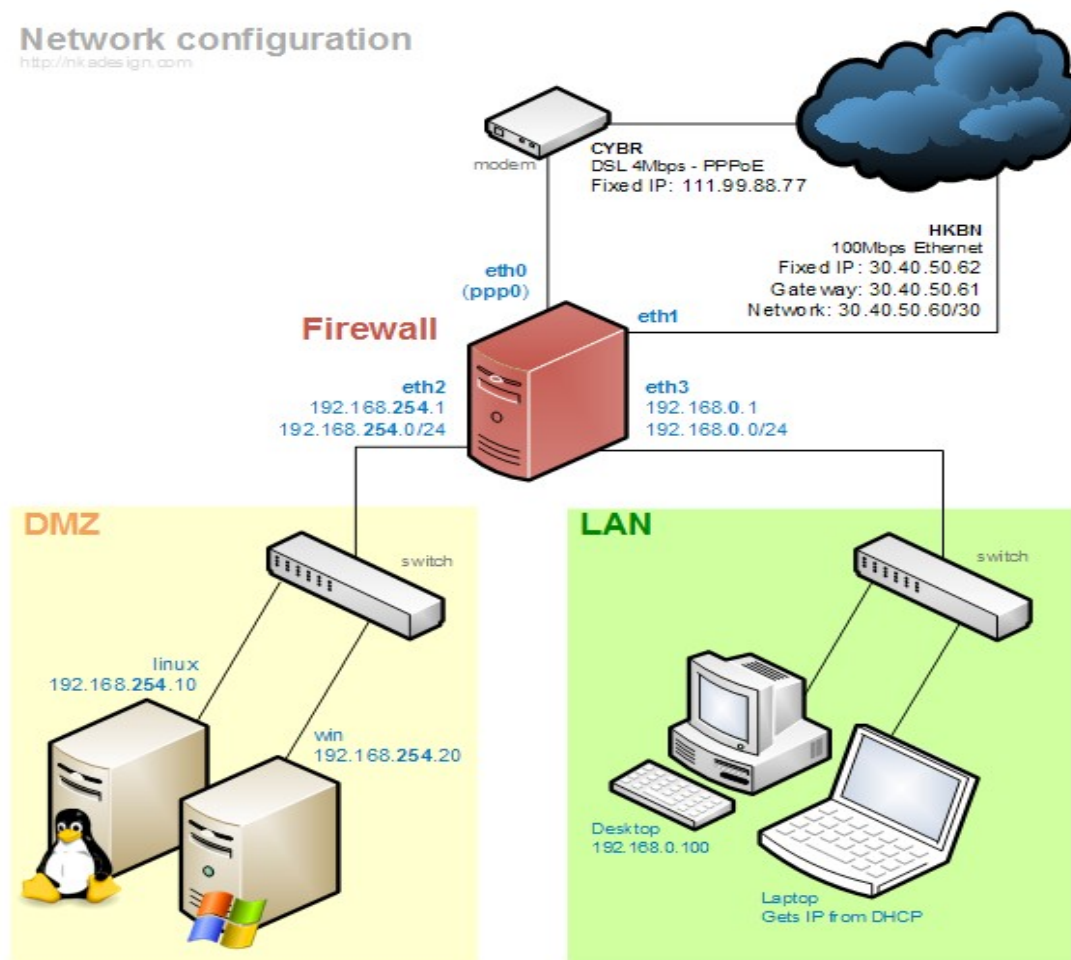 Network configuration
http://nkadesign.com
modem
CYBR
DSL 4Mbps - PPPoE
Fixed IP: 111.99.88.77
HKBN
100Mbps Ethernet
Fixed IP: 30.40.50.62
Gateway: 30.40.50.61
Network: 30.40.50.60/30
eth0
(ppp0)
Firewall
eth1
eth2
192.168.254.1
192.168.254.0/24
eth3
192.168.0.1
192.168.0.0/24
DMZ
switch
linux
192.168.254.10
win
192.168.254.20
LAN
switch
Desktop
192.168.0.100
Laptop
Gets IP from DHCP